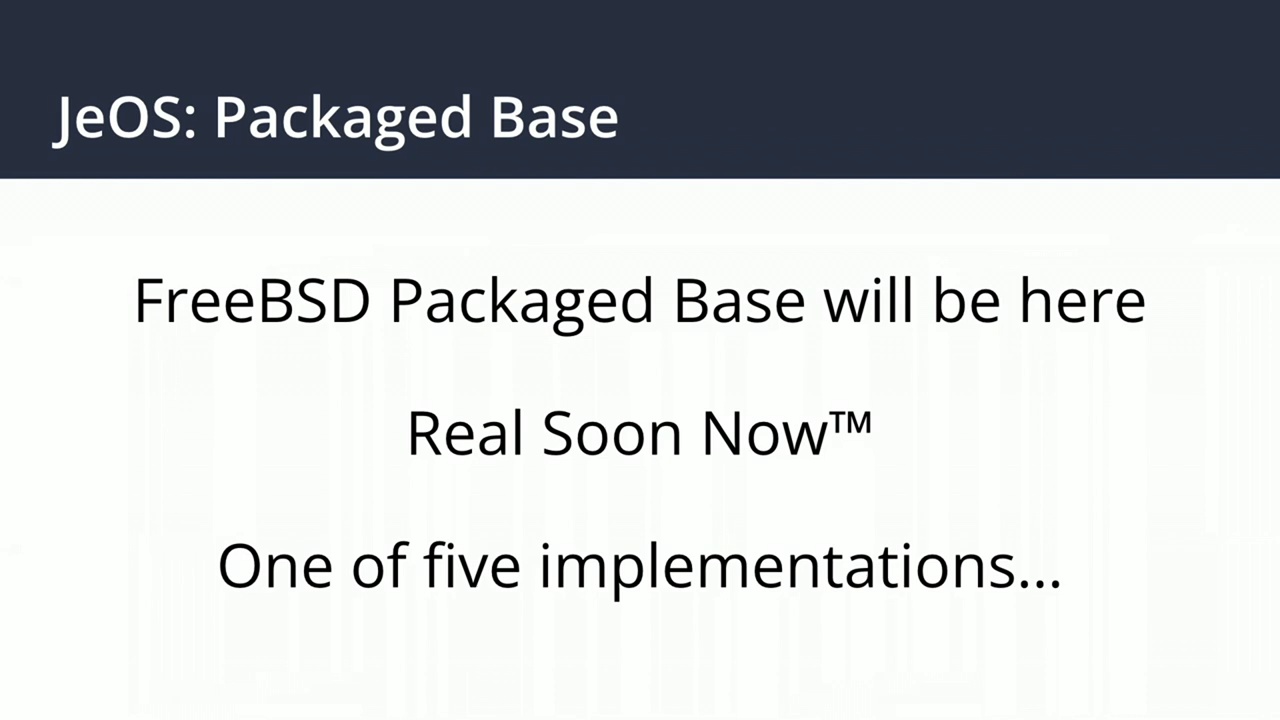 JeOS: Packaged Base
FreeBSD Packaged Base will be here
Real Soon Now™
One of five implementations...